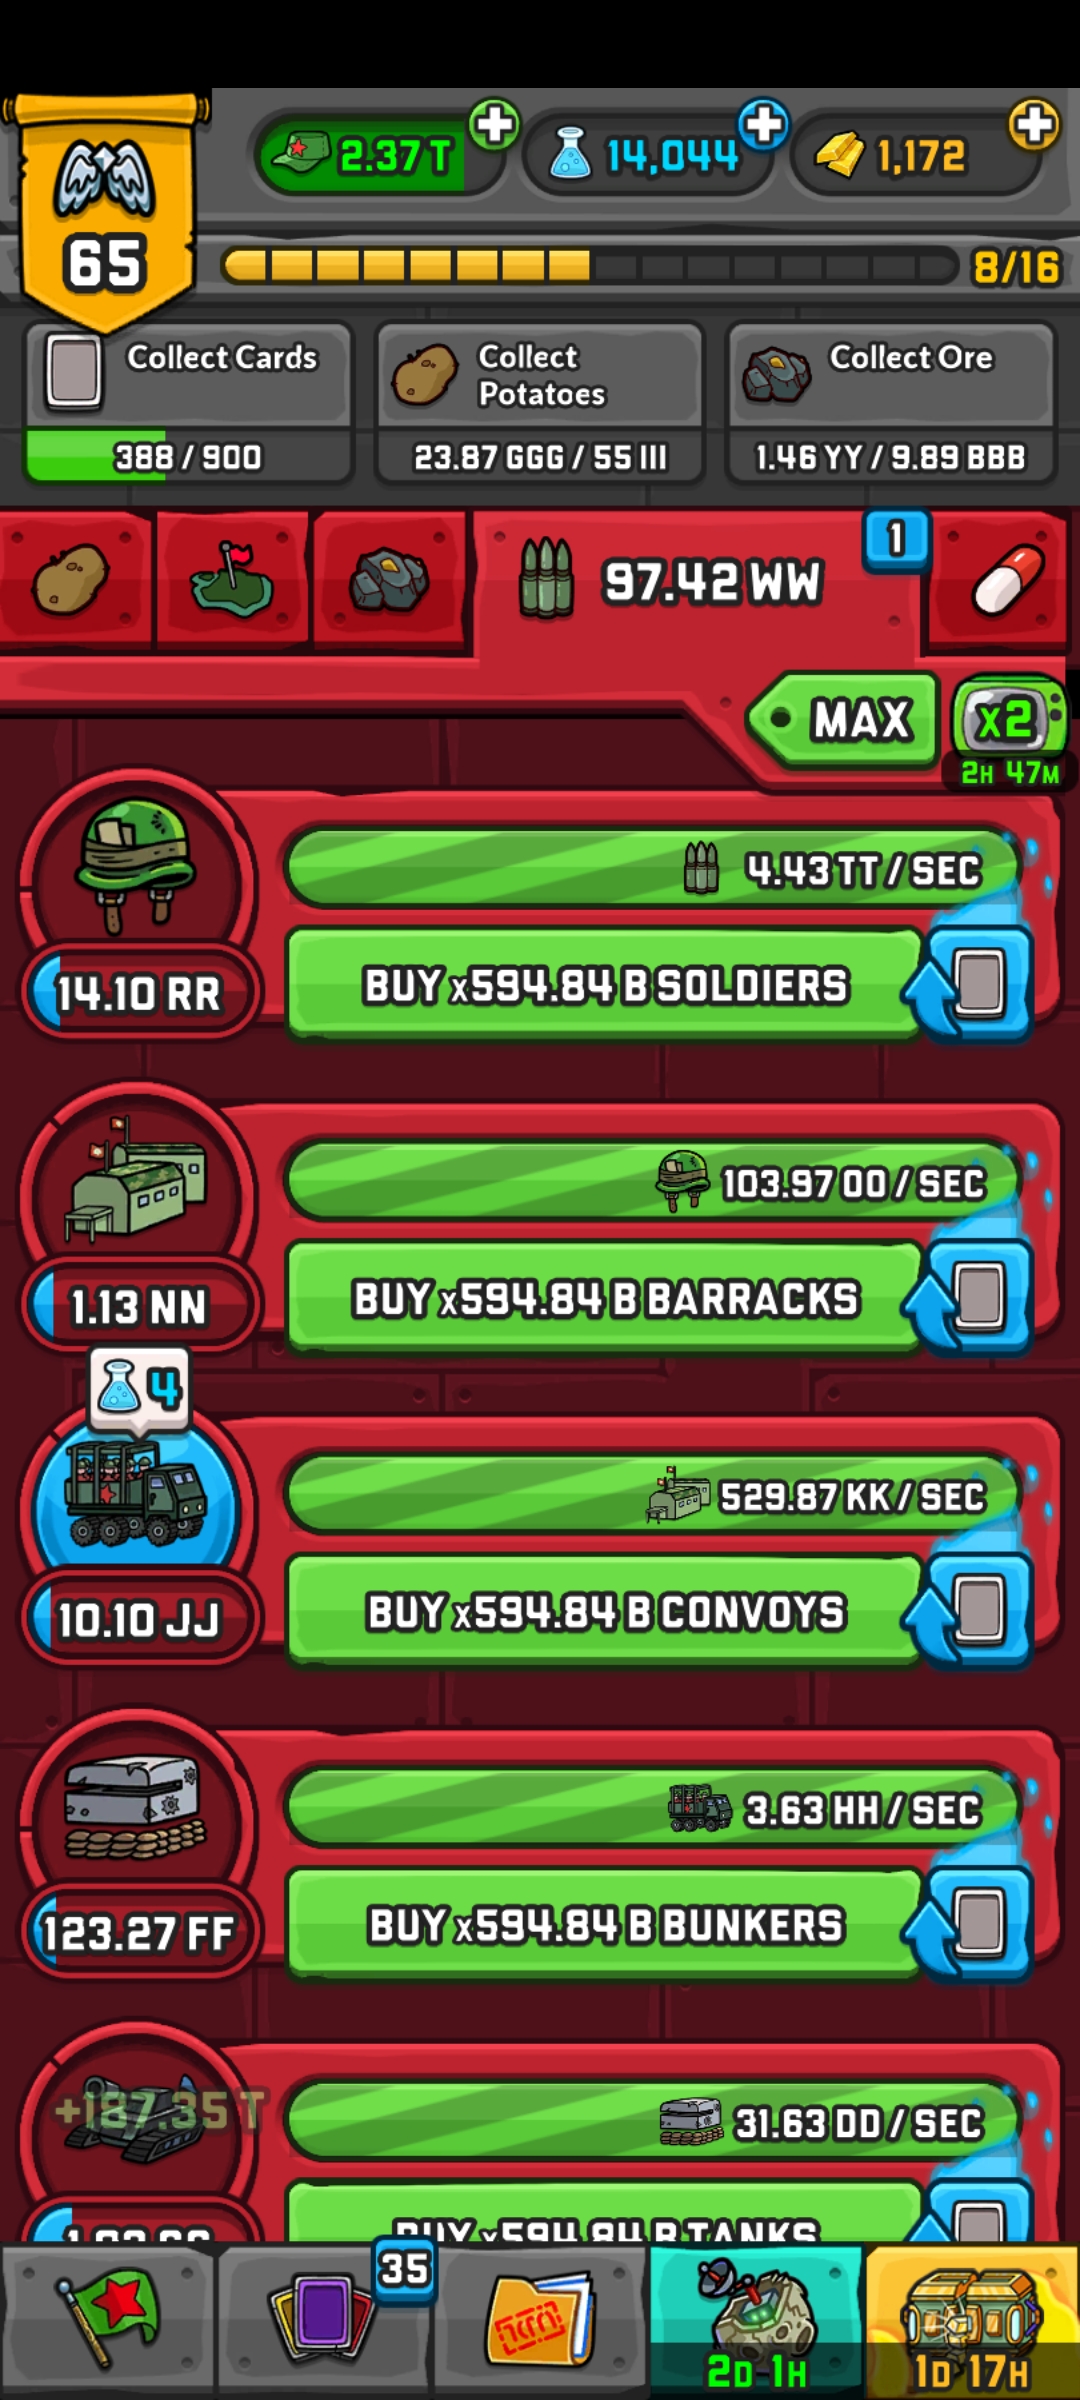 2.37 T
14,044
1,172
65
8/16
Collect Cards
388 / 900
Collect
Potatoes
23.87 GGG / 55 III
Collect Ore
1.46 YY / 9.89 BBB
97.42 WW
1
MAX
x2
2H 47M
4.43 TT / SEC
14.10 RR
BUY x594.84 B SOLDIERS
103.97 OO / SEC
1.13 NN
BUY x594.84 B BARRACKS
4
529.87 KK / SEC
10.10 JJ
BUY x594.84 B CONVOYS
3.63 HH / SEC
123.27 FF
BUY x594.84 B BUNKERS
+187.35 T
31.63 DD / SEC
BUY x594.84 B TANKS
35
2D 1H
1D 17H